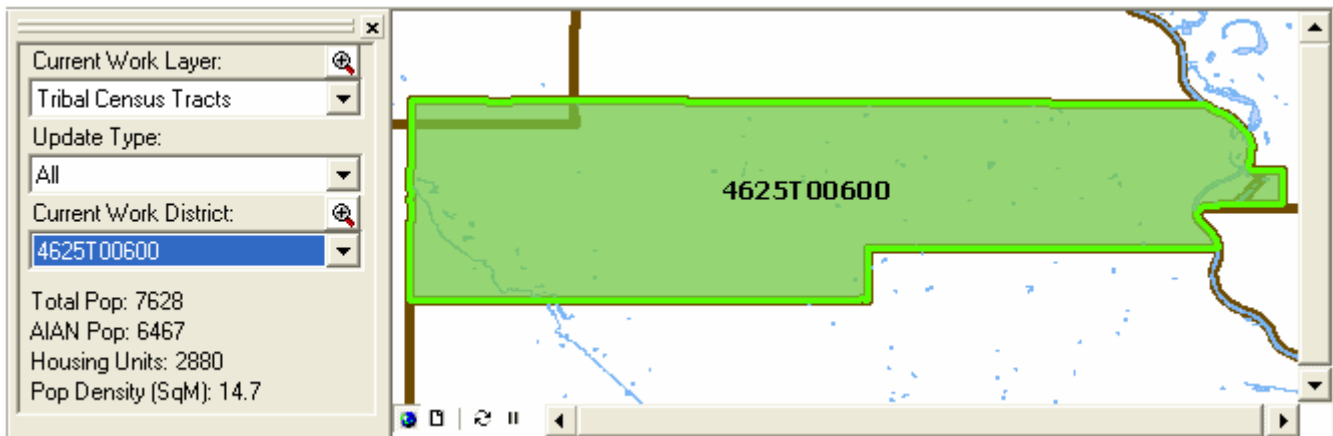 Current Work Layer:
Tribal Census Tracts
Update Type:
All
Current Work District:
4625T00600
Total Pop: 7628
AIAN Pop: 6467
Housing Units: 2880
Pop Density (SqM): 14.7
4625T00600